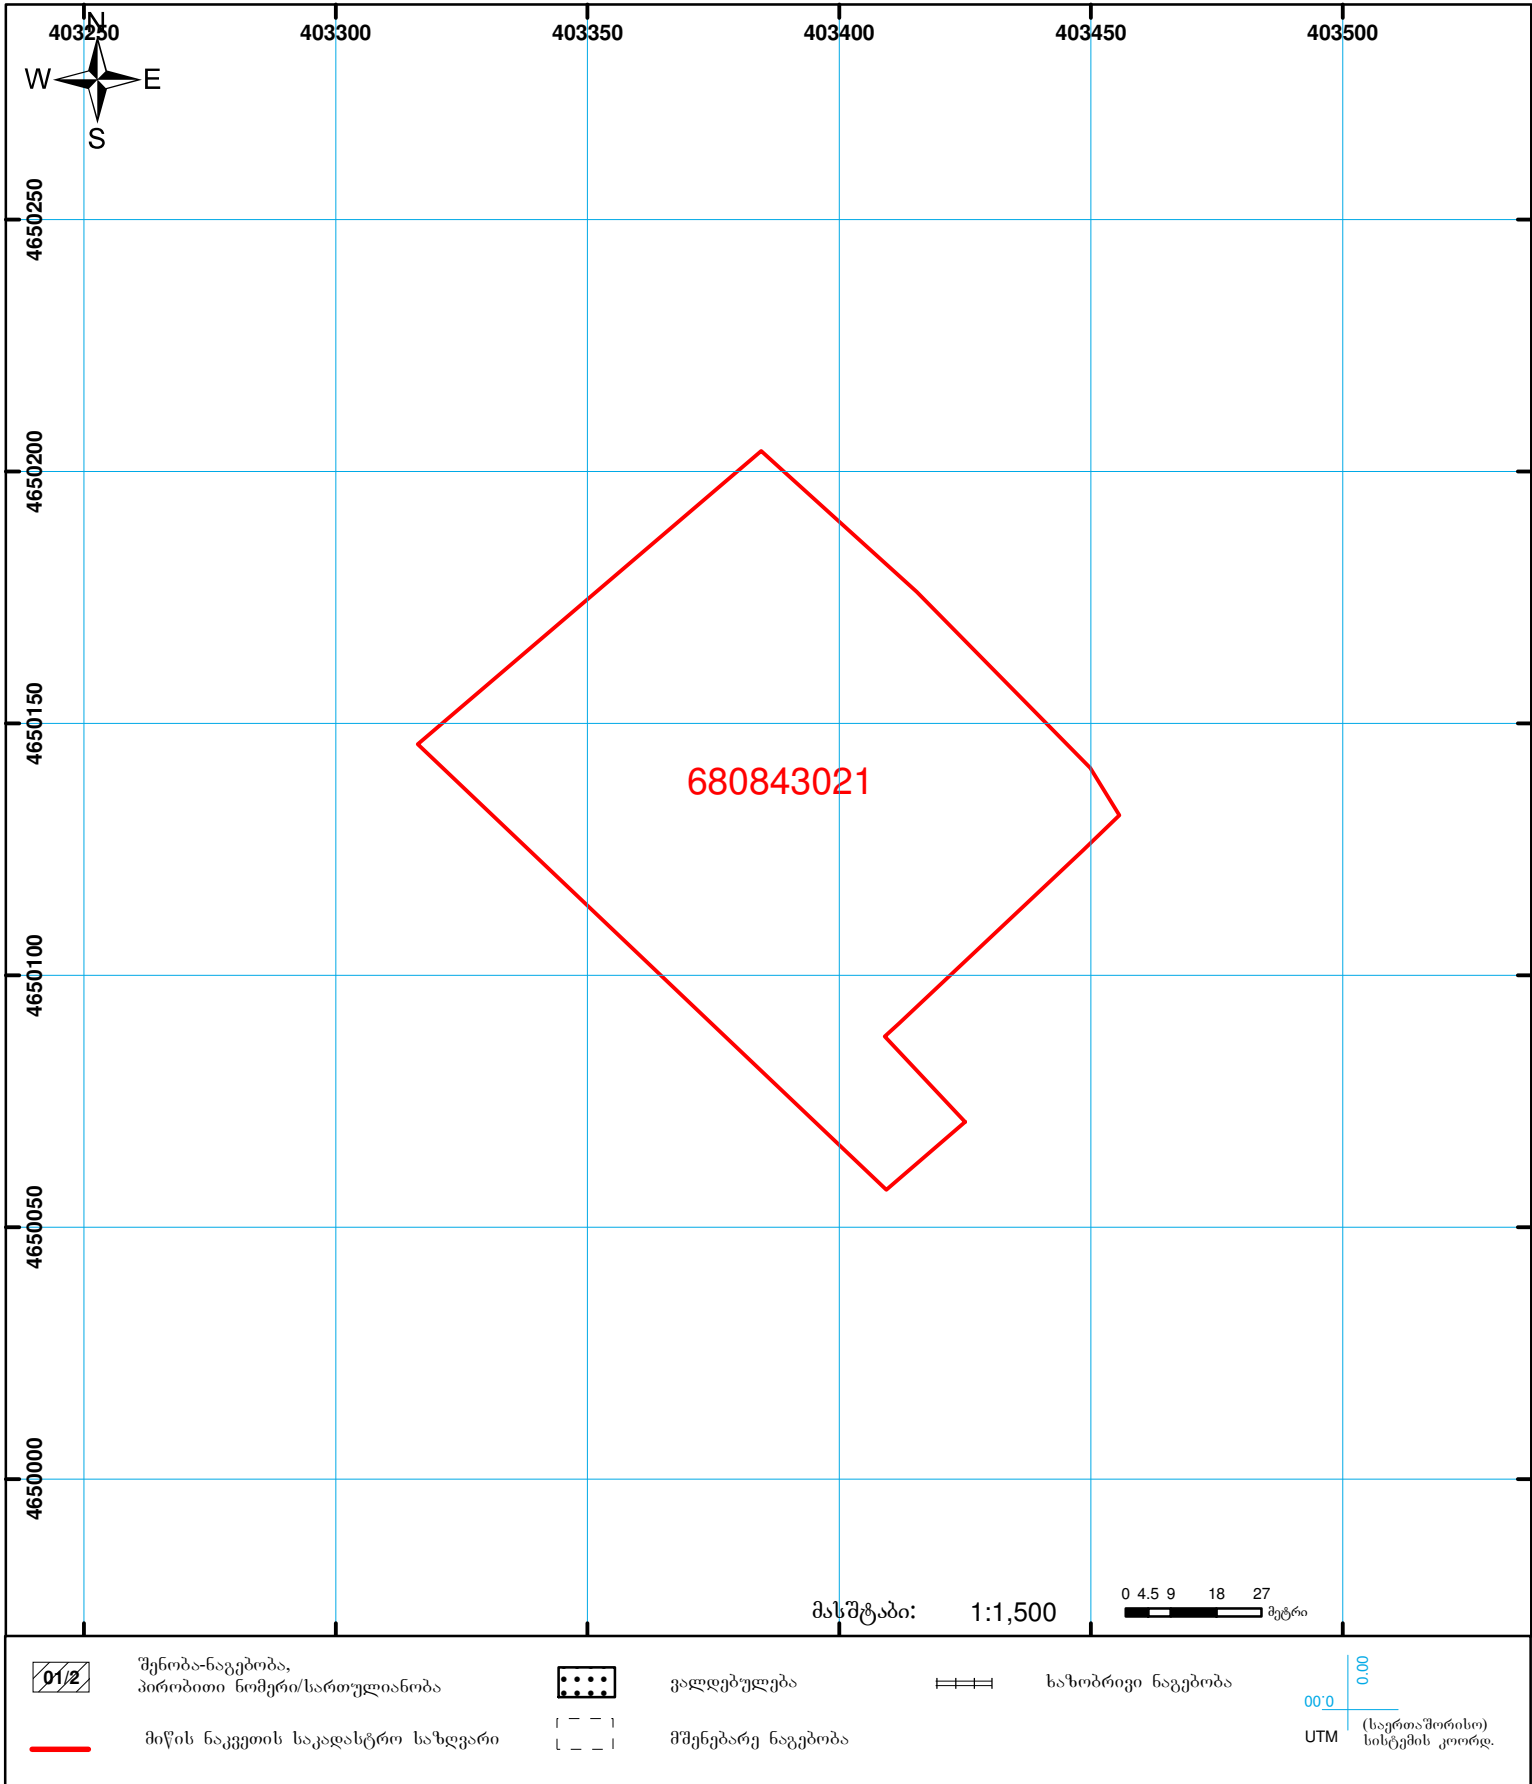 N
403250 403300 403350 403400 403450 403500
W E
S
4650250
4650200
4650150
680843021
4650100
4650050
4650000
მასშტაბი: 1:1,500
0 4.5 9 18 27
მეტრი
01/2
შენობა-ნაგებობა,
პირობითი ნომერი/სართულიანობა
ვალდებულება
ხაზობრივი ნაგებობა
მიწის ნაკვეთის საკადასტრო საზღვარი
მშენებარე ნაგებობა
0.00
0.00
UTM
(საერთაშორისო)
სისტემის კოორდ.